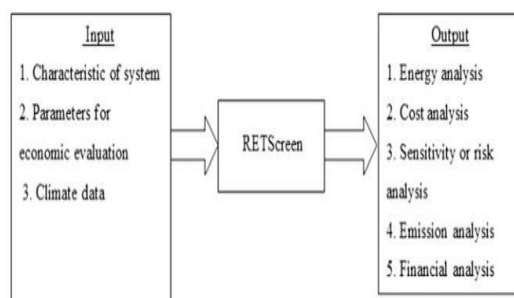 Input
1. Characteristic of system
2. Parameters for
economic evaluation
3. Climate data
RETScreen
Output
1. Energy analysis
2. Cost analysis
3. Sensitivity or risk
analysis
4. Emission analysis
5. Financial analysis